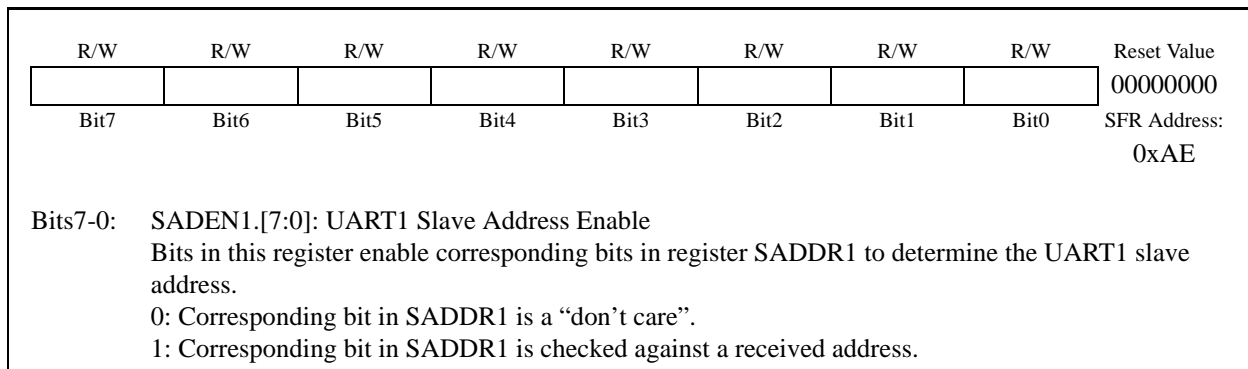 R/W R/W R/W R/W R/W R/W R/W R/W Reset Value
00000000
Bit7 Bit6 Bit5 Bit4 Bit3 Bit2 Bit1 Bit0 SFR Address:
0xAE
Bits7-0: SADEN1.[7:0]: UART1 Slave Address Enable
Bits in this register enable corresponding bits in register SADDR1 to determine the UART1 slave
address.
0: Corresponding bit in SADDR1 is a “don’t care”.
1: Corresponding bit in SADDR1 is checked against a received address.